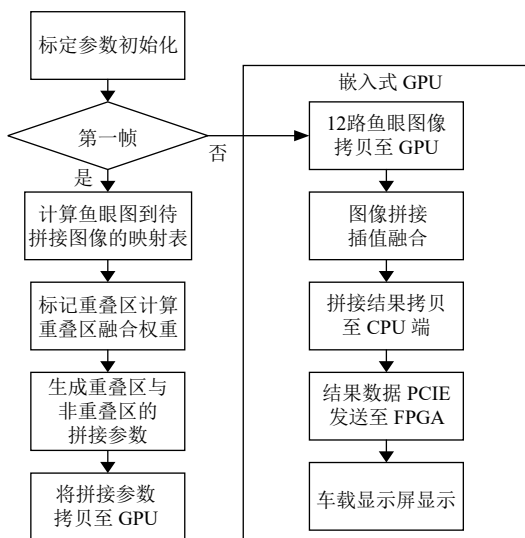 标定参数初始化
第一帧
是
计算鱼眼图到待
拼接图像的映射表
标记重叠区计算
重叠区融合权重
生成重叠区与
非重叠区的
拼接参数
将拼接参数
拷贝至 GPU
否
嵌入式 GPU
12路鱼眼图像
拷贝至 GPU
图像拼接
插值融合
拼接结果拷贝
至 CPU 端
结果数据 PCIE
发送至 FPGA
车载显示屏显示